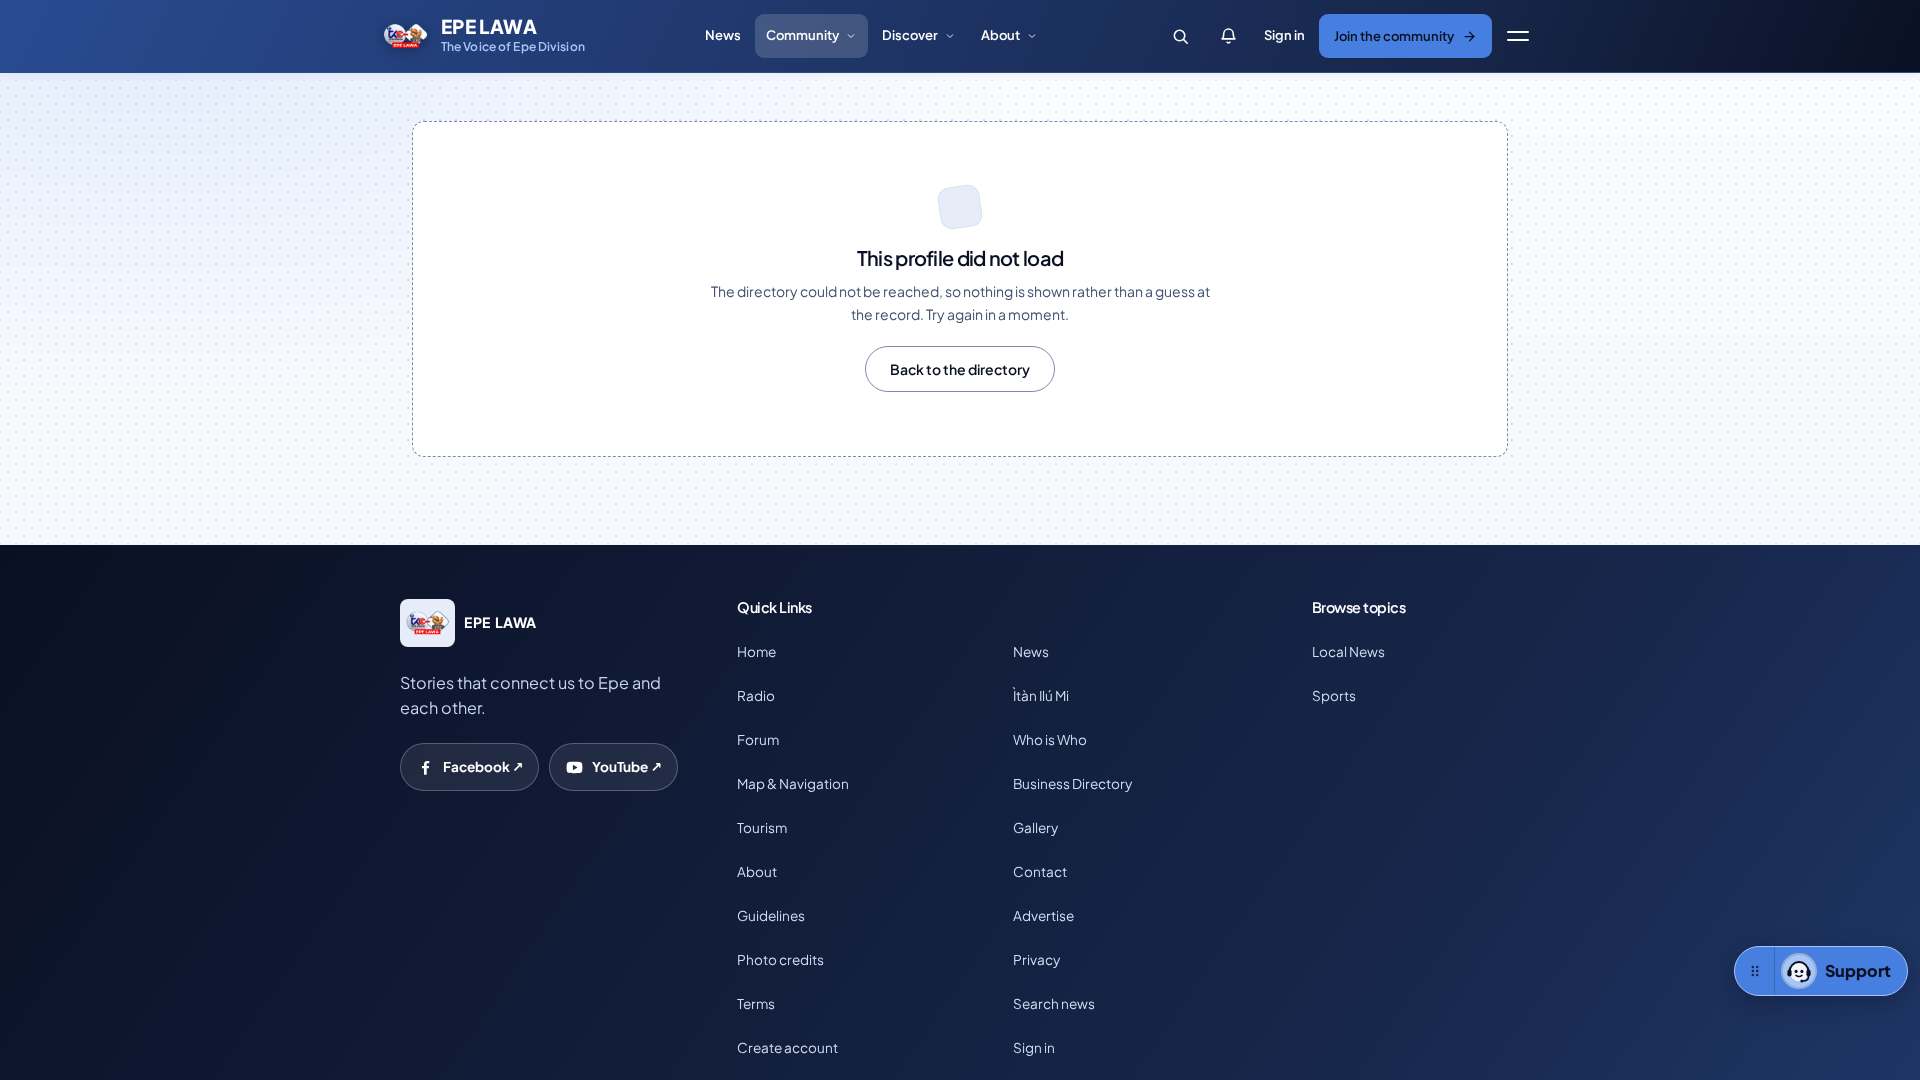 EPE LAWA
The Voice of Epe Division
News
Community
Discover
About
Sign in
Join the community
This profile did not load
The directory could not be reached, so nothing is shown rather than a guess at
the record. Try again in a moment.
Back to the directory
EPE LAWA
EPE LAWA
Stories that connect us to Epe and
each other.
Facebook ↗
YouTube ↗
Quick Links
Home
News
Radio
Ìtàn Ilú Mi
Forum
Who is Who
Map & Navigation
Business Directory
Tourism
Gallery
About
Contact
Guidelines
Advertise
Photo credits
Privacy
Terms
Search news
Create account
Sign in
Browse topics
Local News
Sports
Support